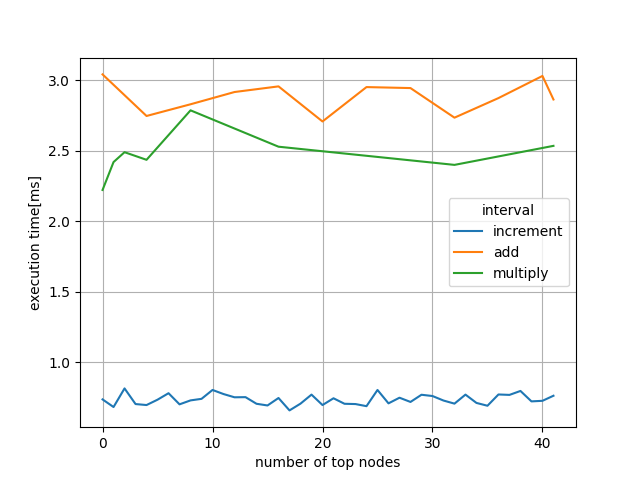 3.0
2.5
2.0
1.5
1.0
execution time[ms]
interval
increment
add
multiply
0 10 20 30 40
number of top nodes